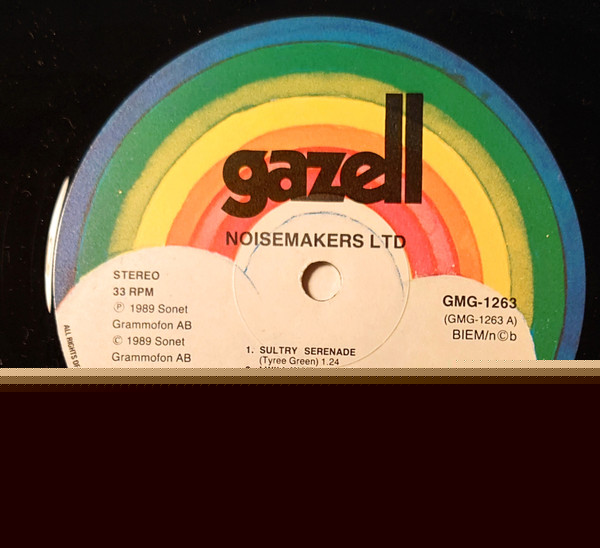 gazell
NOISEMAKERS LTD
STEREO
33 RPM
Ⓟ 1989 Sonet
Grammofon AB
© 1989 Sonet
Grammofon AB
GMG-1263
(GMG-1263 A)
BIEM/n©b
ALL RIGHTS OF
1. SULTRY SERENADE
(Tyree Green) 1.24